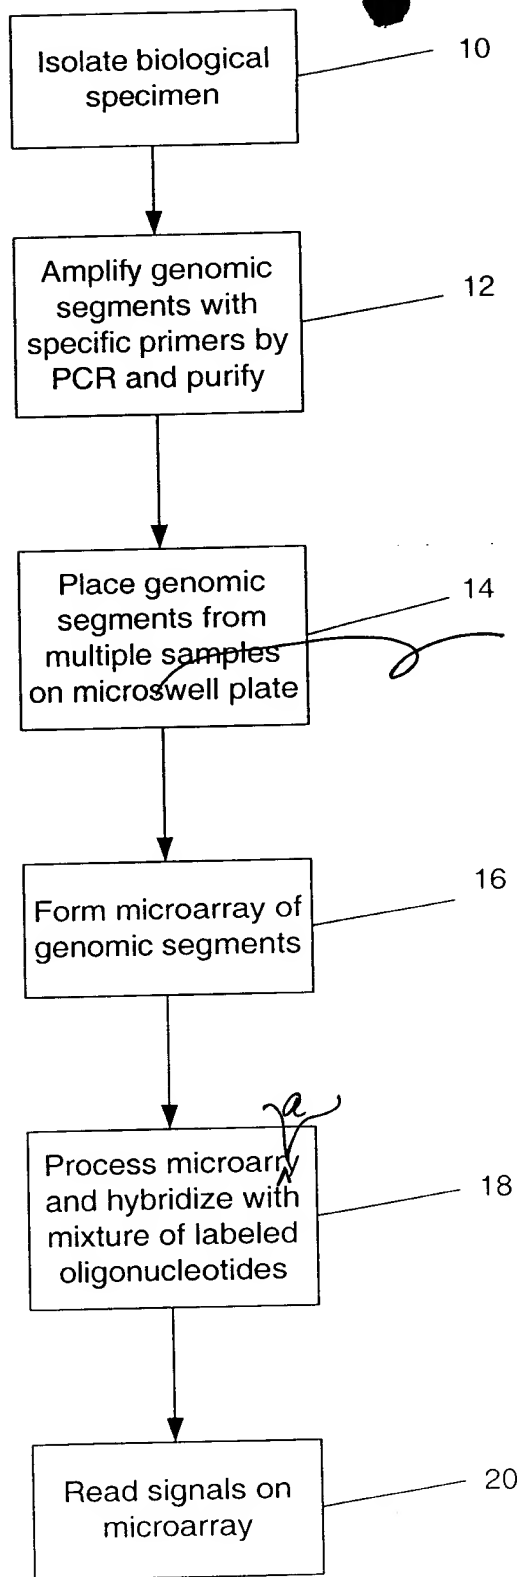 Isolate biological
specimen
10
Amplify genomic
segments with
specific primers by
PCR and purify
12
Place genomic
segments from
multiple samples
on microswell plate
14
Form microarray of
genomic segments
16
a
Process microarry
and hybridize with
mixture of labeled
oligonucleotides
18
Read signals on
microarray
20